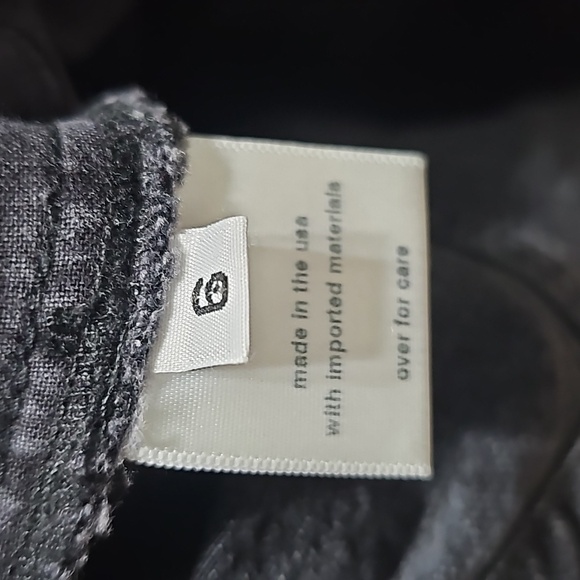 6
made in the usa
with imported materials
over for care